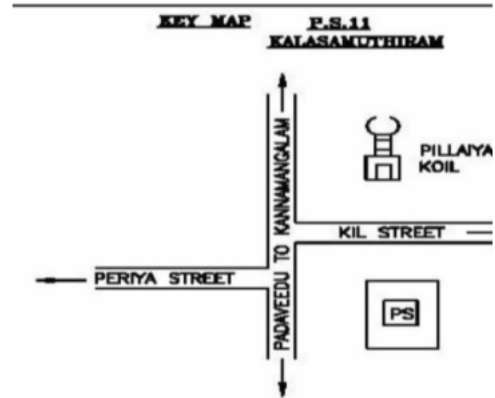 KEY MAP P.S.11
KALASAMUTHIRAM
PADAVEEDU TO KANNAMANGALAM
PILLAIYA
KOIL
KIL STREET
PERIYA STREET
PS